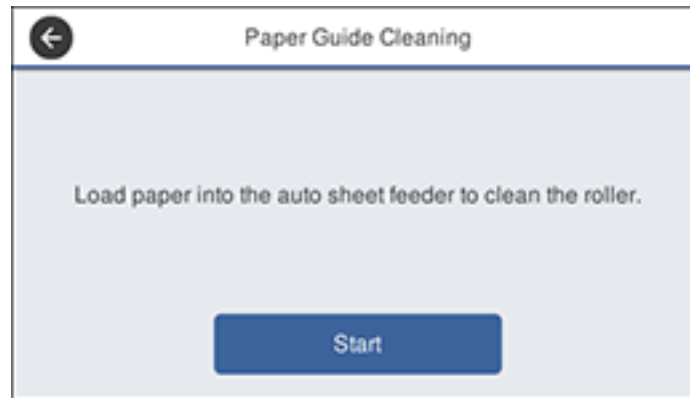 Paper Guide Cleaning
Load paper into the auto sheet feeder to clean the roller.
Start